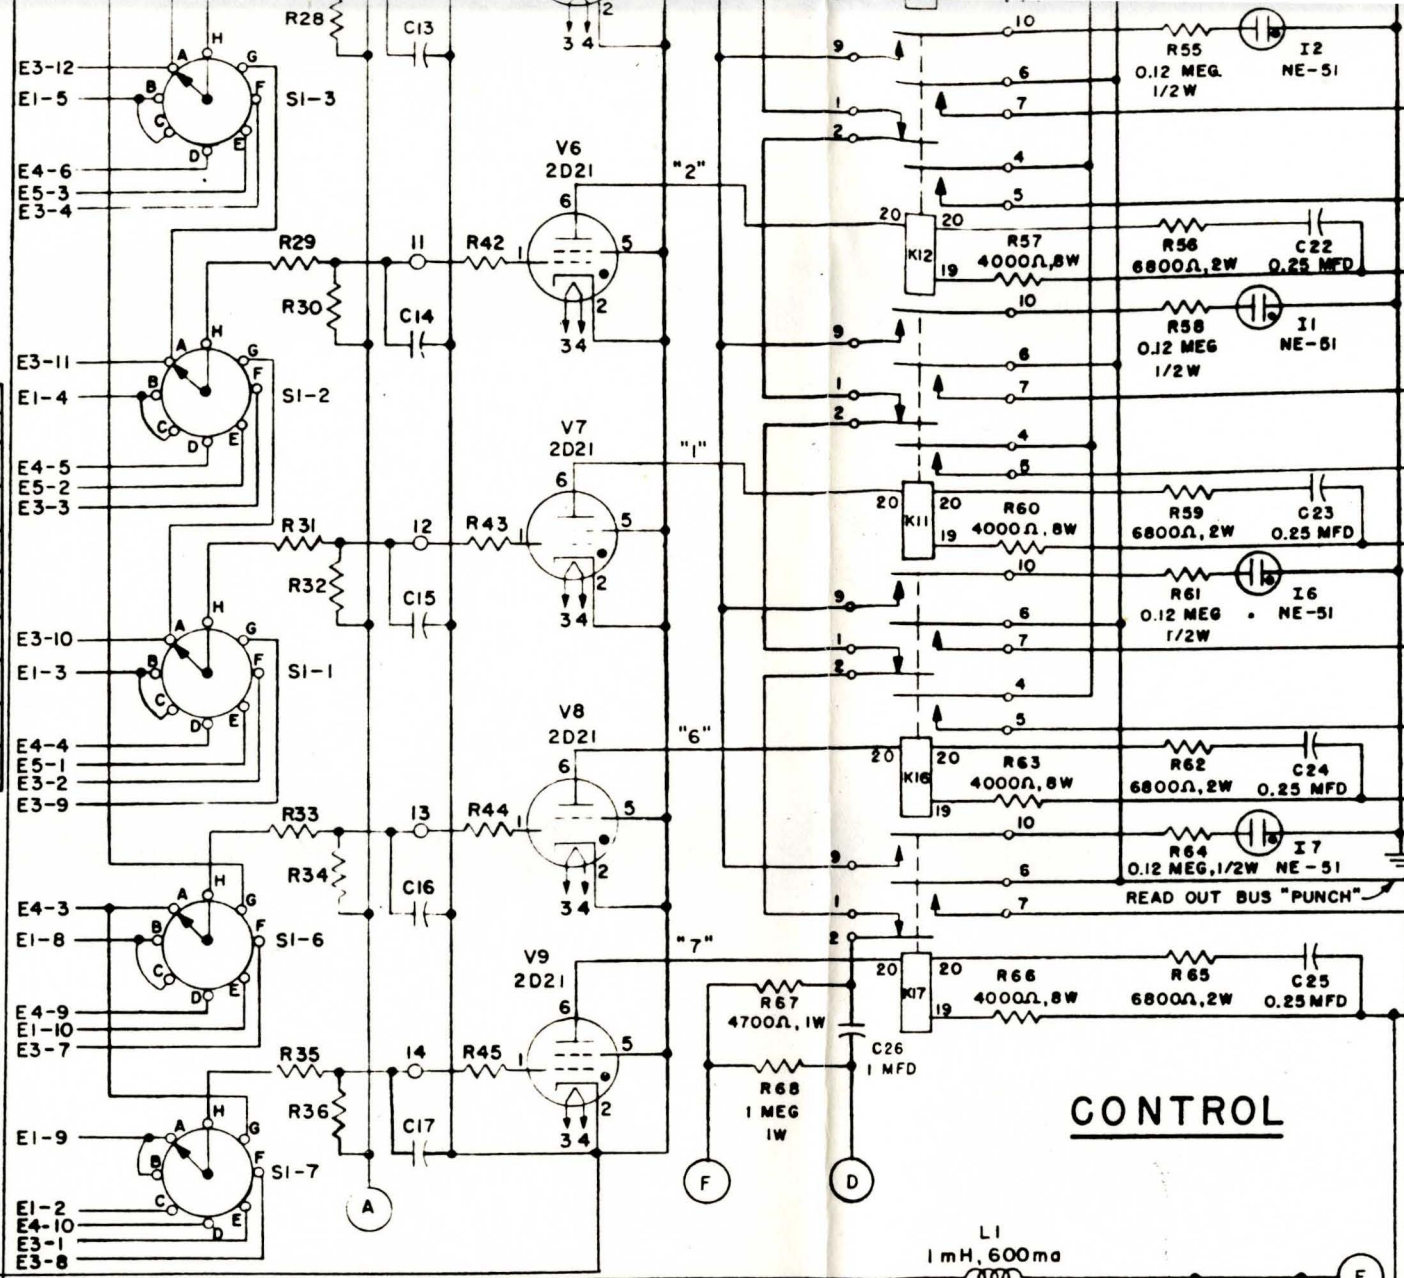 R28
C13
2
3 4
E3-12
E1-5
A
H
G
B
F
C
E
D
S1-3
E4-6
E5-3
E3-4
V6
2D21
"2"
6
5
1
2
3 4
R29
11
R42
R30
C14
E3-11
E1-4
A
H
G
B
F
C
E
D
S1-2
E4-5
E5-2
E3-3
V7
2D21
"1"
6
5
1
2
3 4
R31
12
R43
R32
C15
E3-10
E1-3
A
H
G
B
F
C
E
D
S1-1
E4-4
E5-1
E3-2
E3-9
V8
2D21
"6"
6
5
1
2
3 4
R33
13
R44
R34
C16
E4-3
E1-8
A
H
G
B
F
C
E
D
S1-6
E4-9
E1-10
E3-7
V9
2D21
"7"
6
5
1
2
3 4
R35
14
R45
R36
C17
E1-9
A
H
G
B
F
C
E
D
S1-7
E1-2
E4-10
E3-1
E3-8
A
9
10
R55
0.12 MEG.
1/2W
I2
NE-51
6
7
1
2
4
5
20
20
K12
19
R57
4000Ω,8W
R56
6800Ω,2W
C22
0.25 MFD
9
10
R58
0.12 MEG
1/2W
I1
NE-51
6
7
1
2
4
5
20
20
K11
19
R60
4000Ω,8W
R59
6800Ω,2W
C23
0.25 MFD
9
10
R61
0.12 MEG
1/2W
I6
NE-51
6
7
1
2
4
5
20
20
K16
19
R63
4000Ω,8W
R62
6800Ω,2W
C24
0.25 MFD
9
10
R64
0.12 MEG,1/2W
I7
NE-51
6
READ OUT BUS "PUNCH"
7
1
2
20
20
K17
19
R66
4000Ω,8W
R65
6800Ω,2W
C25
0.25MFD
R67
4700Ω,1W
C26
1 MFD
R68
1 MEG
1W
F
D
CONTROL
L1
1mH,600ma